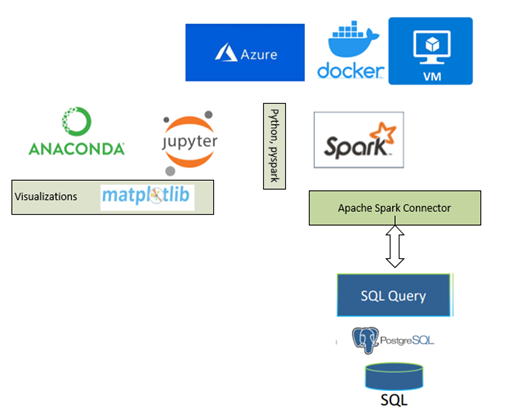 Azure
docker
VM
ANACONDA
jupyter
Python, pyspark
Spark
Visualizations
matplotlib
Apache Spark Connector
SQL Query
PostgreSQL
SQL